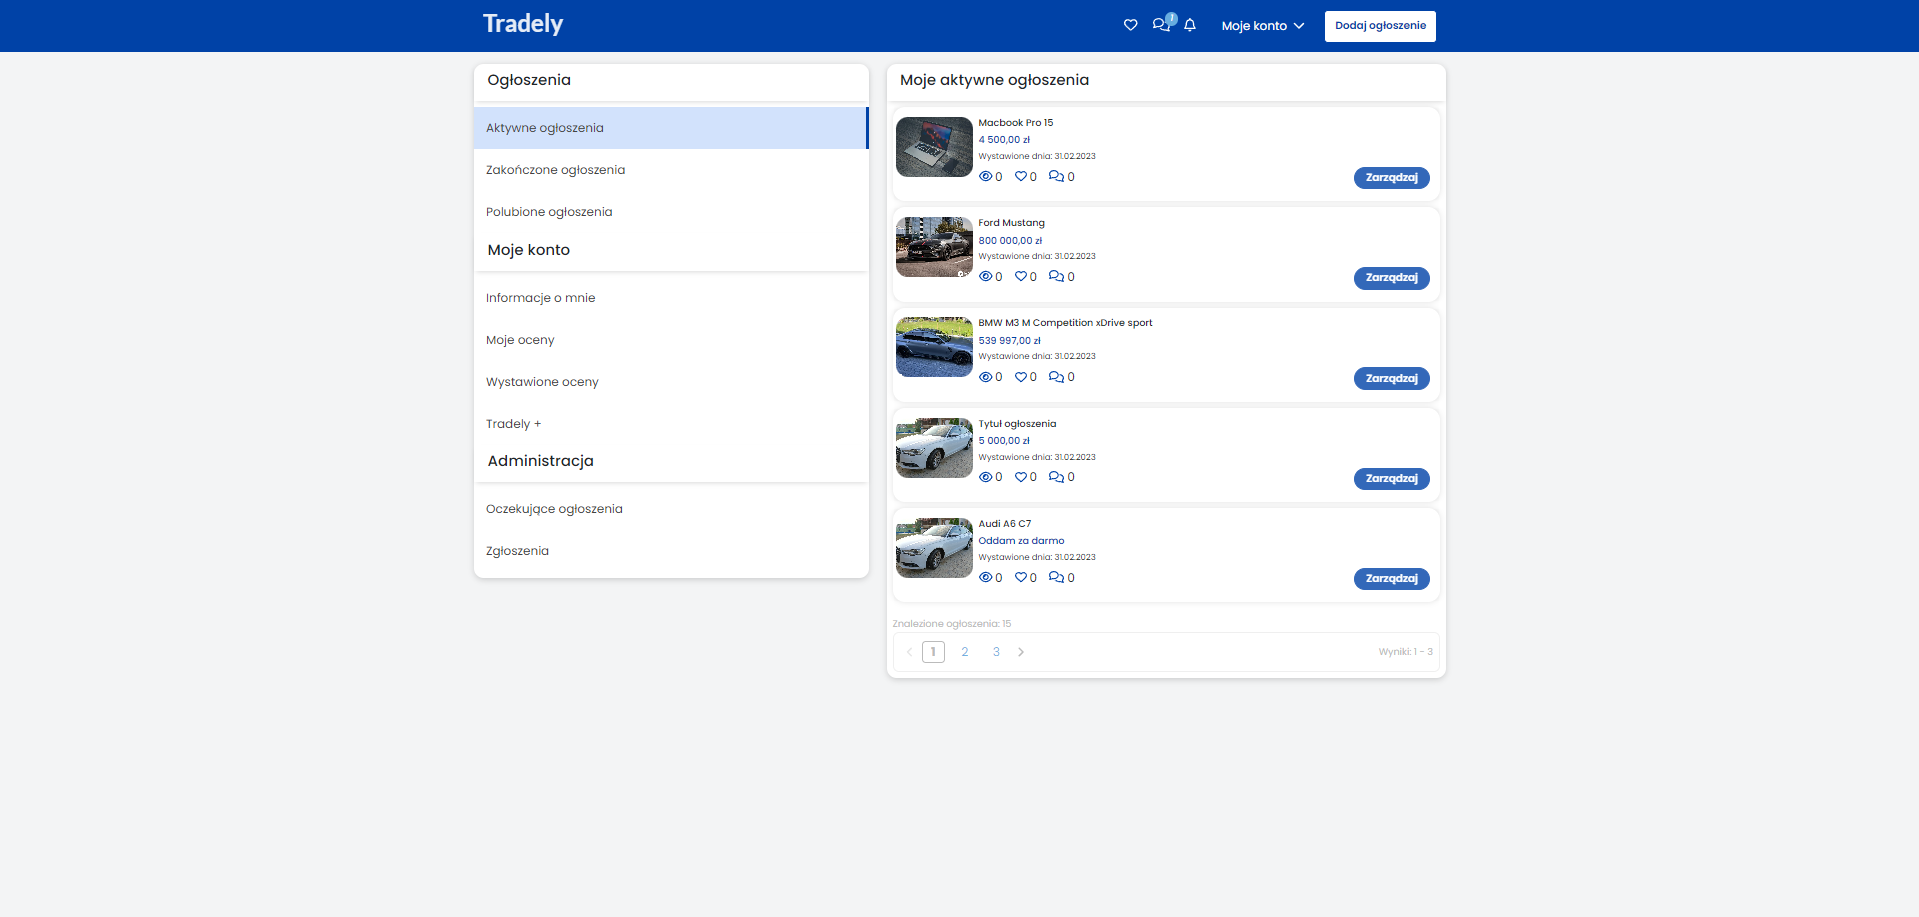 Tradely
1
Moje konto
Dodaj ogłoszenie
Ogłoszenia
Aktywne ogłoszenia
Zakończone ogłoszenia
Polubione ogłoszenia
Moje konto
Informacje o mnie
Moje oceny
Wystawione oceny
Tradely +
Administracja
Oczekujące ogłoszenia
Zgłoszenia
Moje aktywne ogłoszenia
Macbook Pro 15
4 500,00 zł
Wystawione dnia: 31.02.2023
0 0 0
Zarządzaj
Ford Mustang
800 000,00 zł
Wystawione dnia: 31.02.2023
0 0 0
Zarządzaj
BMW M3 M Competition xDrive sport
539 997,00 zł
Wystawione dnia: 31.02.2023
0 0 0
Zarządzaj
Tytuł ogłoszenia
5 000,00 zł
Wystawione dnia: 31.02.2023
0 0 0
Zarządzaj
Audi A6 C7
Oddam za darmo
Wystawione dnia: 31.02.2023
0 0 0
Zarządzaj
Znalezione ogłoszenia: 15
1 2 3
Wyniki: 1 - 3